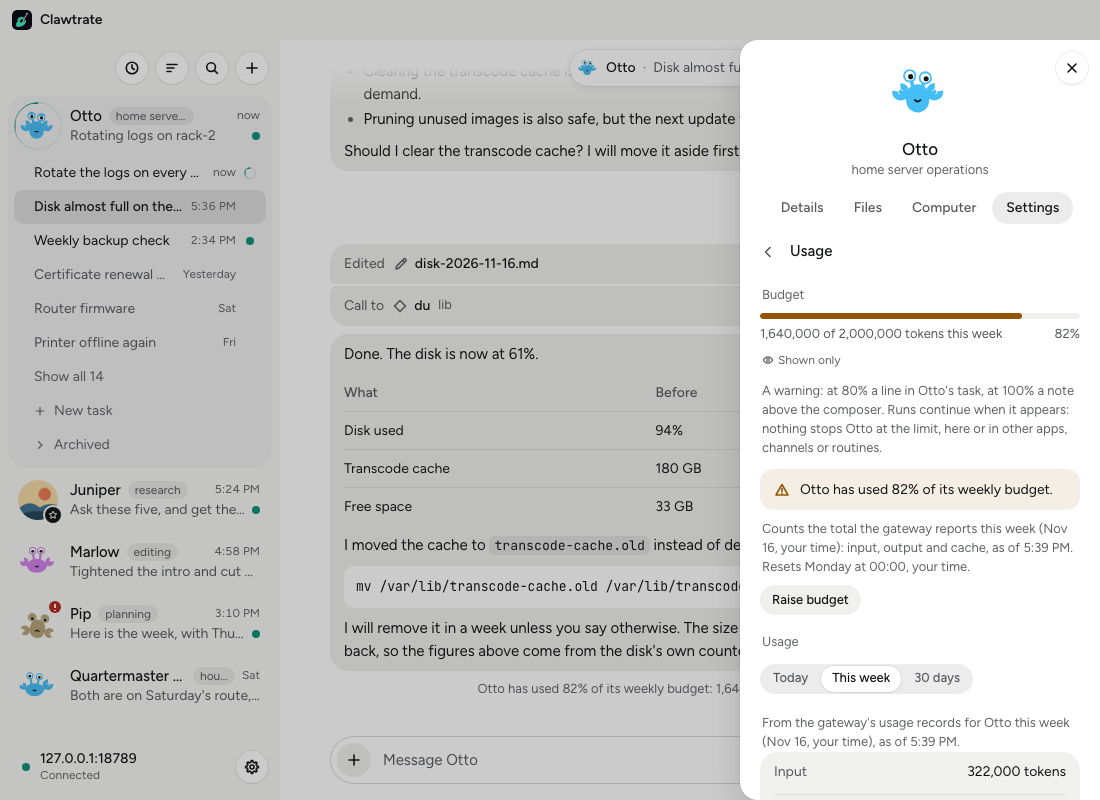 Clawtrate
Otto home serve... now
Rotating logs on rack-2
Rotate the logs on every ... now
Disk almost full on the... 5:36 PM
Weekly backup check 2:34 PM
Certificate renewal ... Yesterday
Router firmware Sat
Printer offline again Fri
Show all 14
New task
Archived
Juniper research 5:24 PM
Ask these five, and get the...
Marlow editing 4:58 PM
Tightened the intro and cut ...
Pip planning 3:10 PM
Here is the week, with Thu...
Quartermaster ... hou... Sat
Both are on Saturday's route,...
127.0.0.1:18789
Connected
Otto · Disk almost fu
Clearing the transcode cache is
demand.
Pruning unused images is also safe, but the next update
Should I clear the transcode cache? I will move it aside first
Edited disk-2026-11-16.md
Call to du lib
Done. The disk is now at 61%.
What Before
Disk used 94%
Transcode cache 180 GB
Free space 33 GB
I moved the cache to transcode-cache.old instead of de
mv /var/lib/transcode-cache.old /var/lib/transcode
I will remove it in a week unless you say otherwise. The size
back, so the figures above come from the disk's own counte
Otto has used 82% of its weekly budget: 1,64
Message Otto
Otto
home server operations
Details Files Computer Settings
Usage
Budget
1,640,000 of 2,000,000 tokens this week 82%
Shown only
A warning: at 80% a line in Otto's task, at 100% a note
above the composer. Runs continue when it appears:
nothing stops Otto at the limit, here or in other apps,
channels or routines.
Otto has used 82% of its weekly budget.
Counts the total the gateway reports this week (Nov
16, your time): input, output and cache, as of 5:39 PM.
Resets Monday at 00:00, your time.
Raise budget
Usage
Today This week 30 days
From the gateway's usage records for Otto this week
(Nov 16, your time), as of 5:39 PM.
Input 322,000 tokens